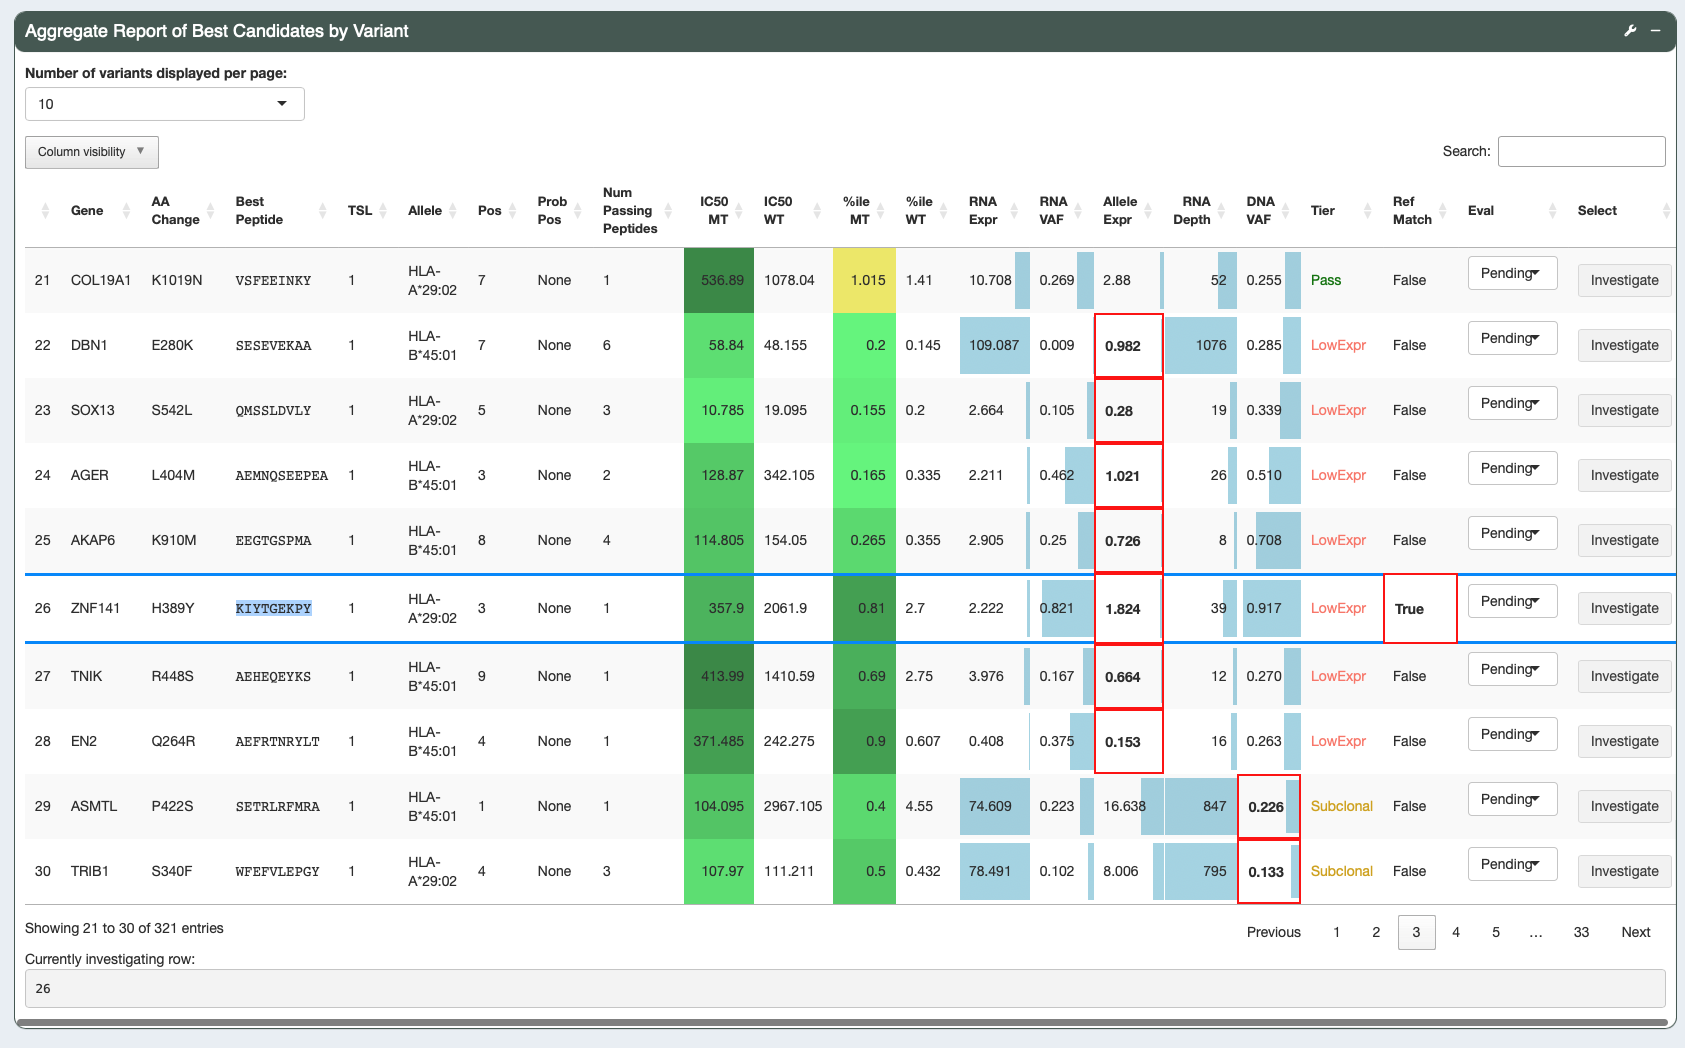 Aggregate Report of Best Candidates by Variant
Number of variants displayed per page:
10
Column visibility
Search:
Gene AA Change Best Peptide TSL Allele Pos Prob Pos Num Passing Peptides IC50 MT IC50 WT %ile MT %ile WT RNA Expr RNA VAF Allele Expr RNA Depth DNA VAF Tier Ref Match Eval Select
21 COL19A1 K1019N VSFEEINKY 1 HLA-A*29:02 7 None 1 536.89 1078.04 1.015 1.41 10.708 0.269 2.88 52 0.255 Pass False Pending Investigate
22 DBN1 E280K SESEVEKAA 1 HLA-B*45:01 7 None 6 58.84 48.155 0.2 0.145 109.087 0.009 0.982 1076 0.285 LowExpr False Pending Investigate
23 SOX13 S542L QMSSLDVLY 1 HLA-A*29:02 5 None 3 10.785 19.095 0.155 0.2 2.664 0.105 0.28 19 0.339 LowExpr False Pending Investigate
24 AGER L404M AEMNQSEEPEA 1 HLA-B*45:01 3 None 2 128.87 342.105 0.165 0.335 2.211 0.462 1.021 26 0.510 LowExpr False Pending Investigate
25 AKAP6 K910M EEGTGSPMA 1 HLA-B*45:01 8 None 4 114.805 154.05 0.265 0.355 2.905 0.25 0.726 8 0.708 LowExpr False Pending Investigate
26 ZNF141 H389Y KIYTGEKPY 1 HLA-A*29:02 3 None 1 357.9 2061.9 0.81 2.7 2.222 0.821 1.824 39 0.917 LowExpr True Pending Investigate
27 TNIK R448S AEHEQEYKS 1 HLA-B*45:01 9 None 1 413.99 1410.59 0.69 2.75 3.976 0.167 0.664 12 0.270 LowExpr False Pending Investigate
28 EN2 Q264R AEFRTNRYLT 1 HLA-B*45:01 4 None 1 371.485 242.275 0.9 0.607 0.408 0.375 0.153 16 0.263 LowExpr False Pending Investigate
29 ASMTL P422S SETRLRFMRA 1 HLA-B*45:01 1 None 1 104.095 2967.105 0.4 4.55 74.609 0.223 16.638 847 0.226 Subclonal False Pending Investigate
30 TRIB1 S340F WFEFVLEPGY 1 HLA-A*29:02 4 None 3 107.97 111.211 0.5 0.432 78.491 0.102 8.006 795 0.133 Subclonal False Pending Investigate
Showing 21 to 30 of 321 entries
Previous 1 2 3 4 5 … 33 Next
Currently investigating row:
26